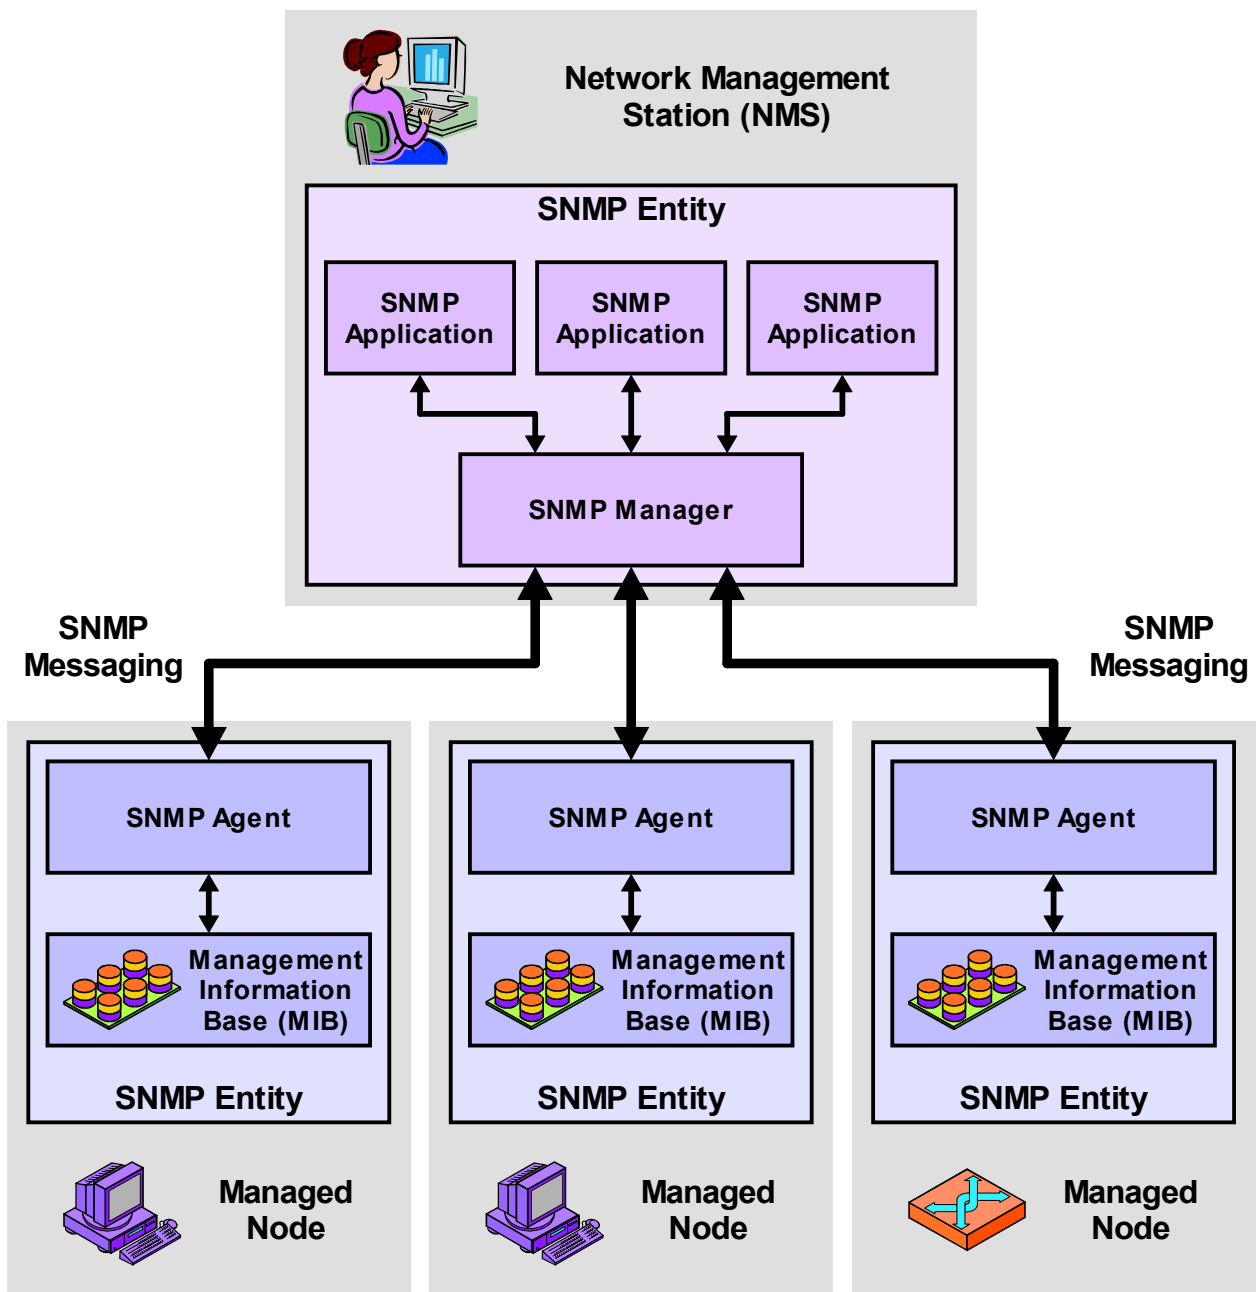 Network Management
Station (NMS)
SNMP Entity
SNMP
Application
SNMP
Application
SNMP
Application
SNMP Manager
SNMP
Messaging
SNMP
Messaging
SNMP Agent
Management
Information
Base (MIB)
SNMP Entity
Managed
Node
SNMP Agent
Management
Information
Base (MIB)
SNMP Entity
Managed
Node
SNMP Agent
Management
Information
Base (MIB)
SNMP Entity
Managed
Node